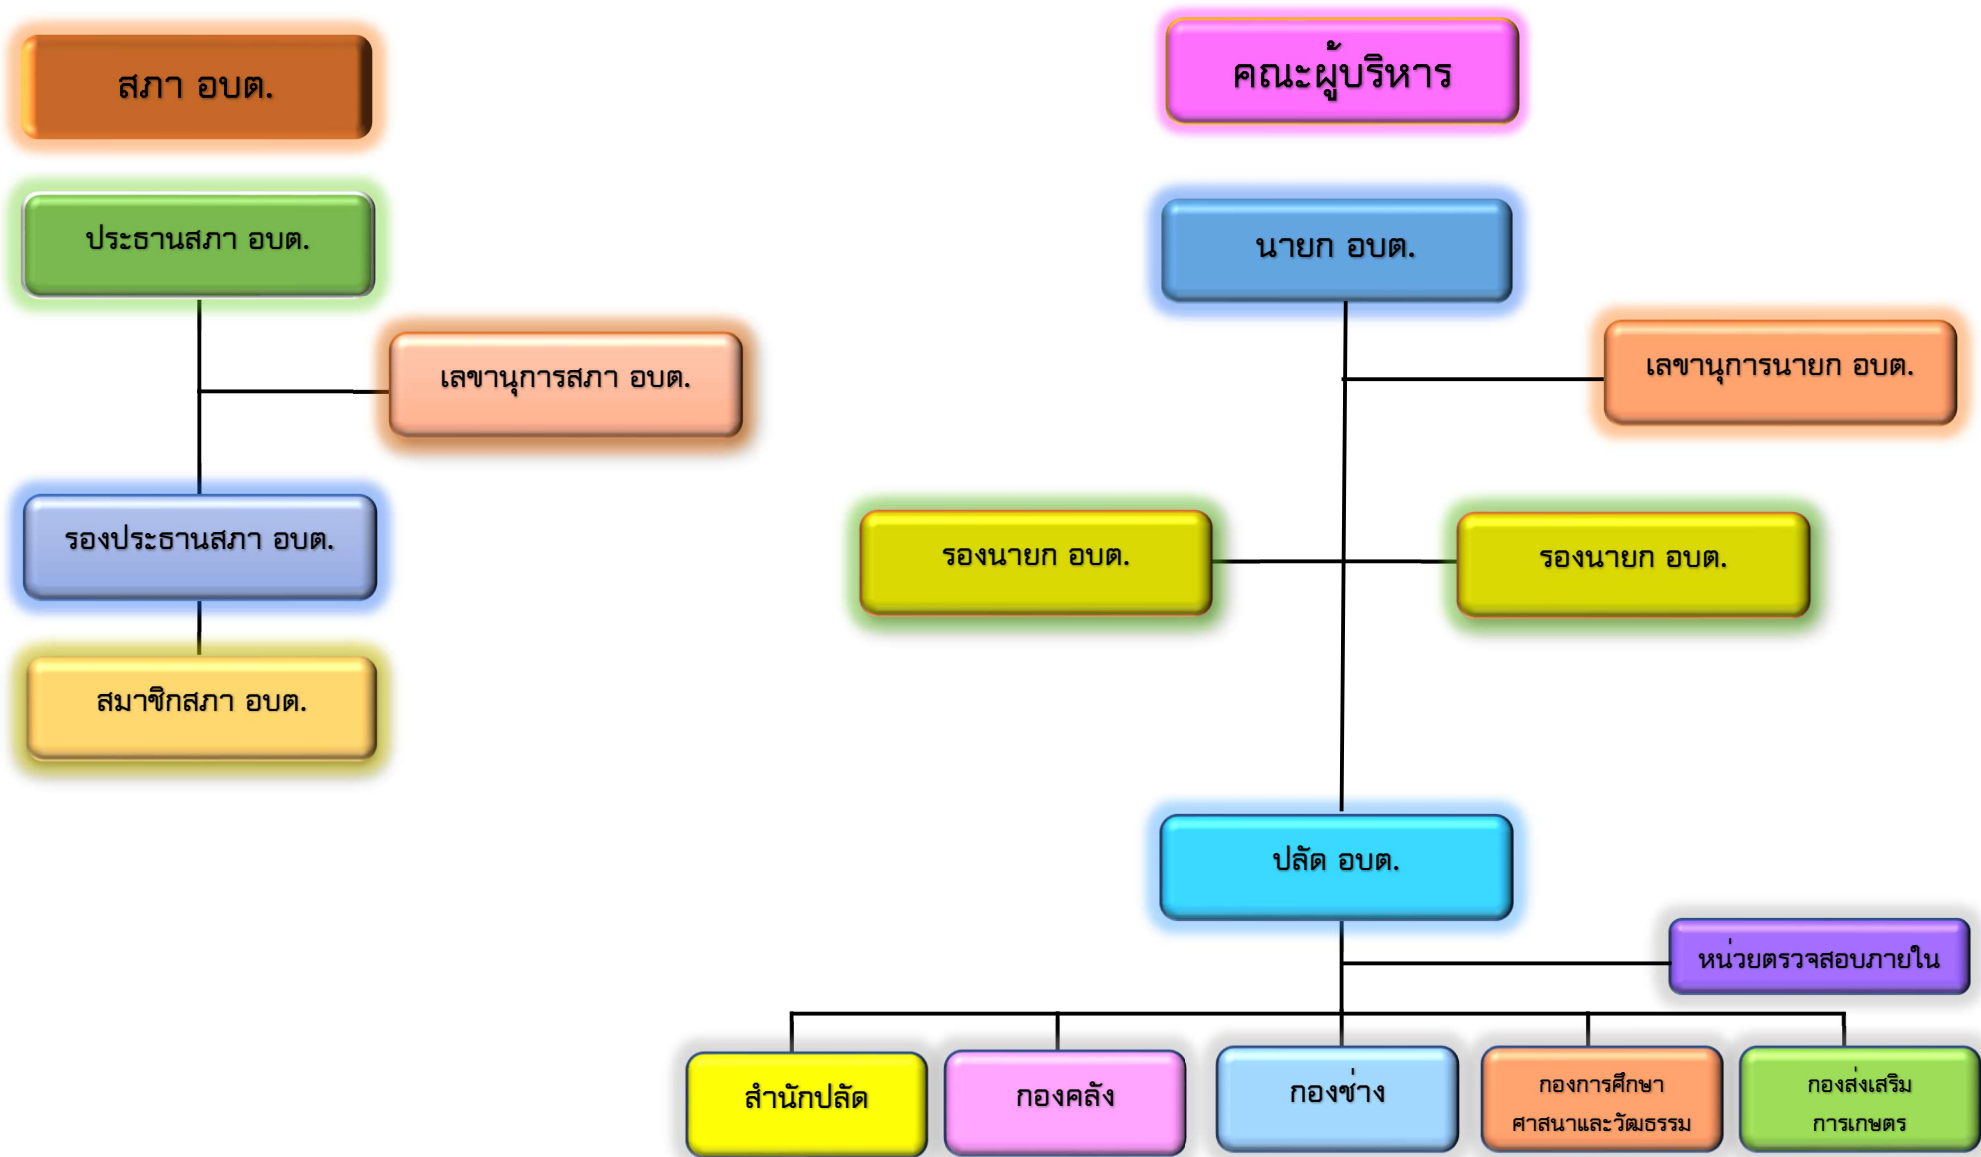 สภา อบต.
คณะผู้บริหาร
ประธานสภา อบต.
นายก อบต.
เลขานุการสภา อบต.
เลขานุการนายก อบต.
รองประธานสภา อบต.
รองนายก อบต.
รองนายก อบต.
สมาชิกสภา อบต.
ปลัด อบต.
หน่วยตรวจสอบภายใน
สำนักปลัด
กองคลัง
กองช่าง
กองการศึกษา
ศาสนาและวัฒธรรม
กองส่งเสริม
การเกษตร